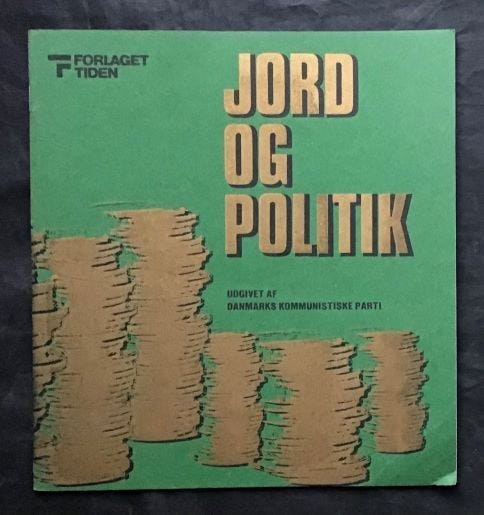 FORLAGET
TIDEN
JORD
OG
POLITIK
UDGIVET AF
DANMARKS KOMMUNISTISKE PARTI